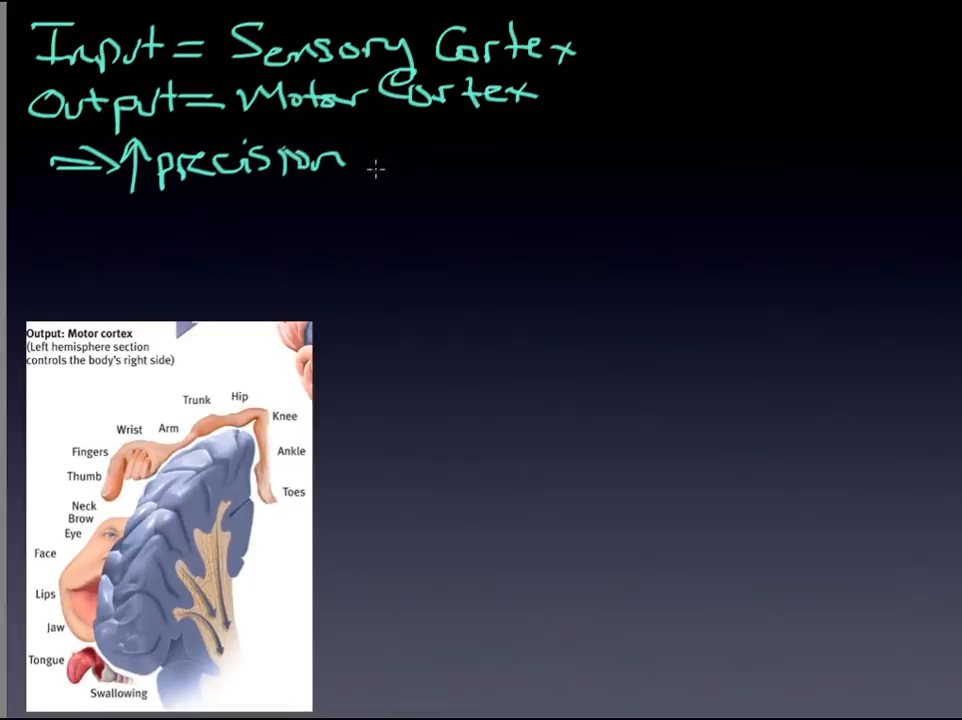 Input = Sensory Cortex
Output = Motor Cortex
⇒ ↑ precision
Output: Motor cortex
(Left hemisphere section
controls the body's right side)
Trunk
Hip
Knee
Wrist
Arm
Fingers
Ankle
Thumb
Toes
Neck
Brow
Eye
Face
Lips
Jaw
Tongue
Swallowing